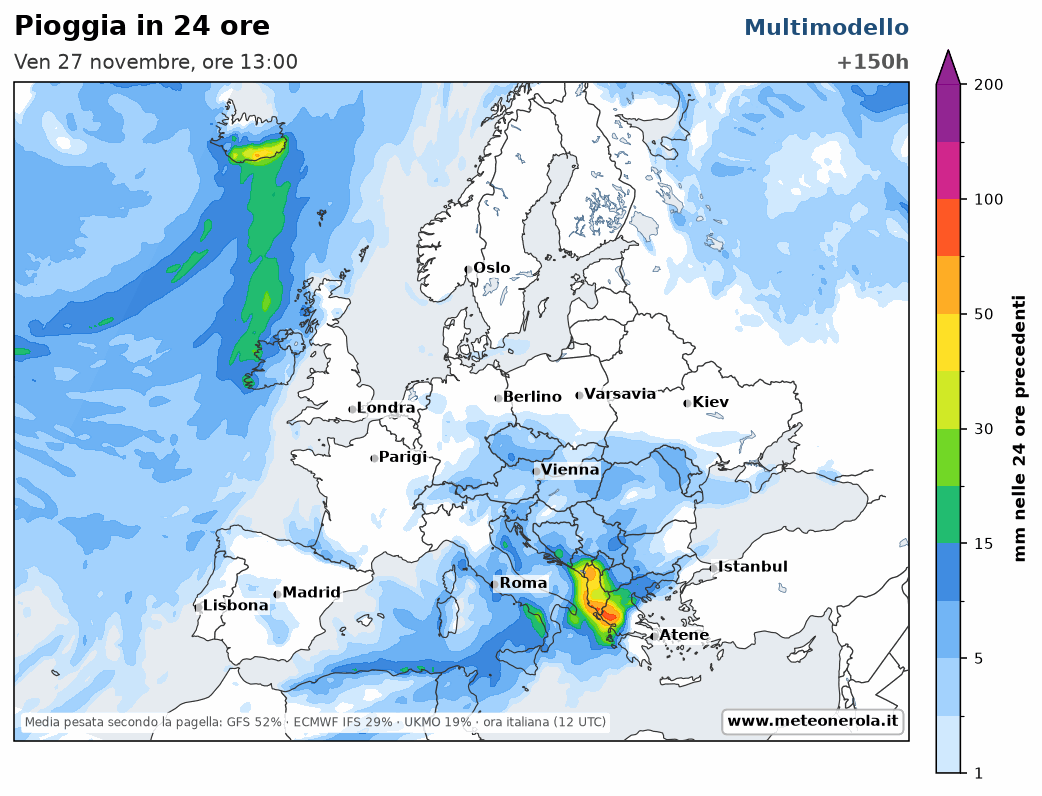 Pioggia in 24 ore
Multimodello
Ven 27 novembre, ore 13:00
+150h
200
100
50
30
15
5
1
mm nelle 24 ore precedenti
Oslo
Berlino
Varsavia
Kiev
Londra
Parigi
Vienna
Istanbul
Roma
Madrid
Lisbona
Atene
Media pesata secondo la pagella: GFS 52% · ECMWF IFS 29% · UKMO 19% · ora italiana (12 UTC)
www.meteonerola.it